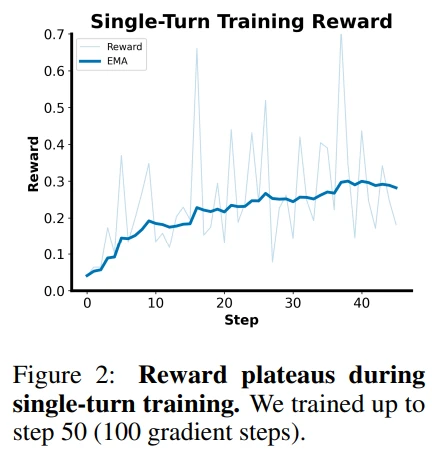 Single-Turn Training Reward
0.7
0.6
0.5
0.4
0.3
0.2
0.1
0.0
Reward
Reward
EMA
0
10
20
30
40
Step
Figure 2: Reward plateaus during
single-turn training. We trained up to
step 50 (100 gradient steps).